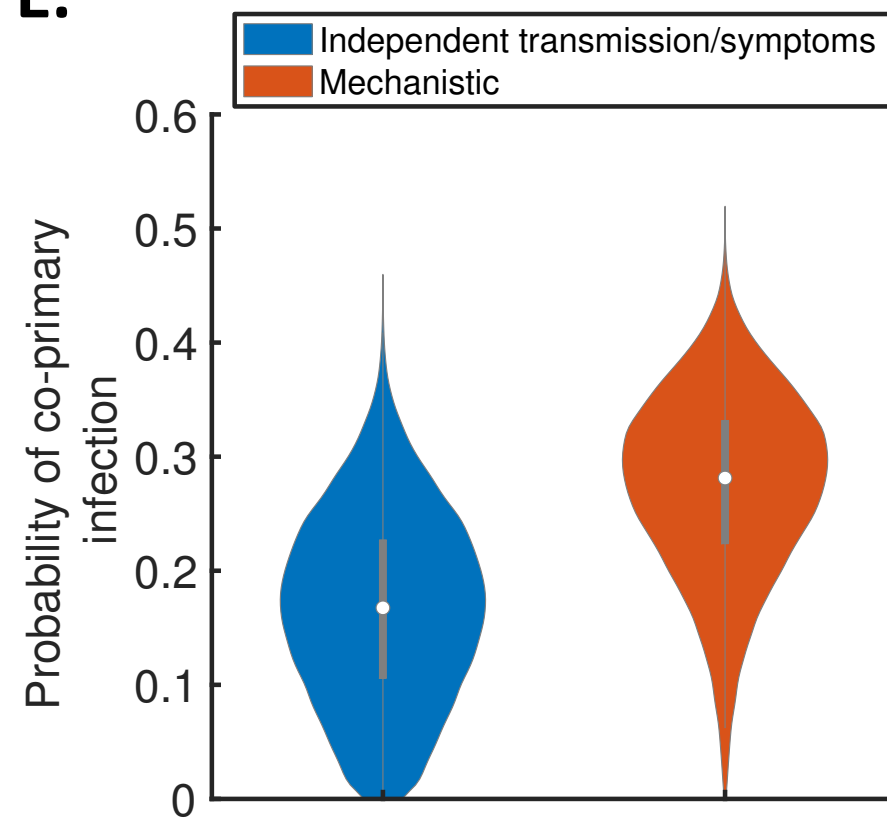 E.
Independent transmission/symptoms
Mechanistic
0.6
0.5
0.4
0.3
0.2
0.1
0
Probability of co-primary
infection